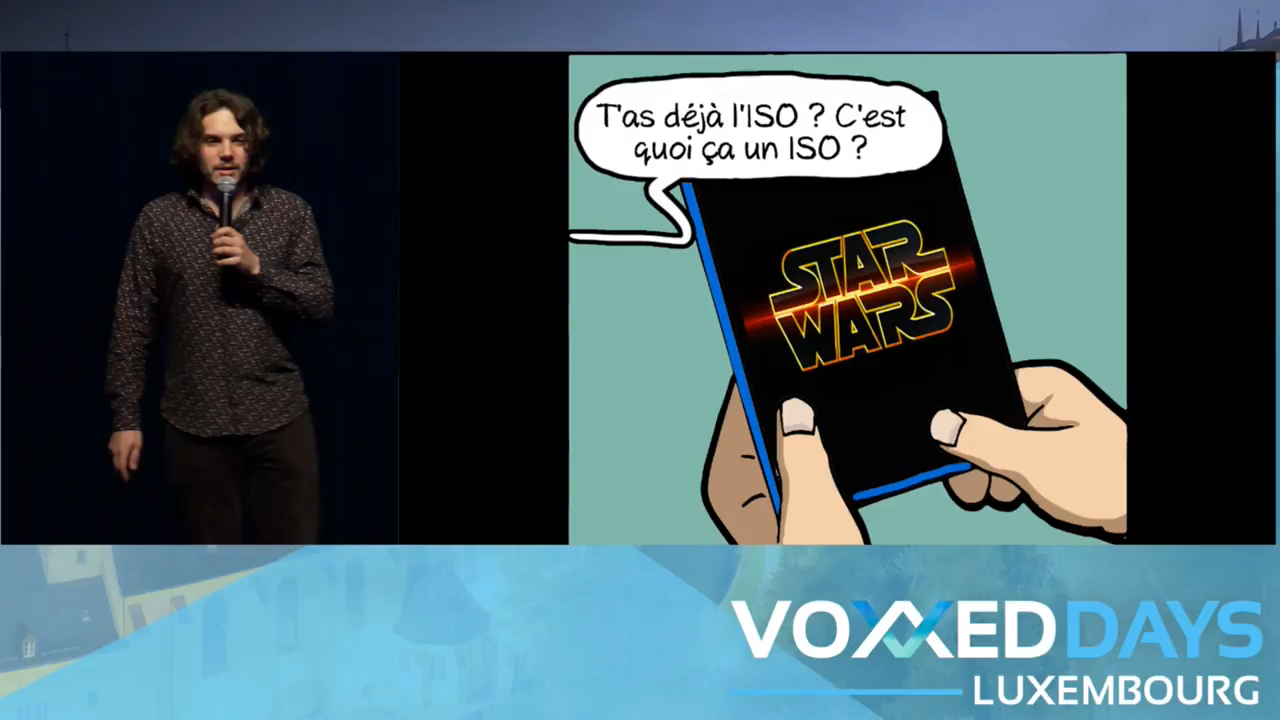 T'as déjà l'ISO ? C'est
quoi ça un ISO ?
STAR
WARS
VOXXED DAYS
LUXEMBOURG